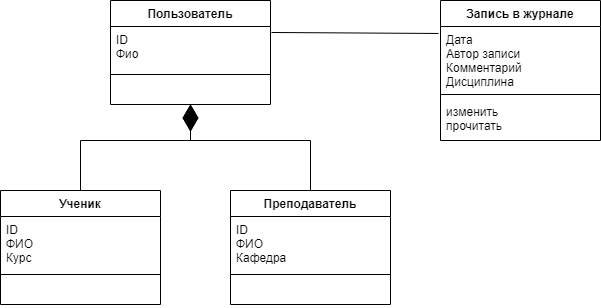 Пользователь
ID
Фио
Запись в журнале
Дата
Автор записи
Комментарий
Дисциплина
изменить
прочитать
Ученик
ID
ФИО
Курс
Преподаватель
ID
ФИО
Кафедра